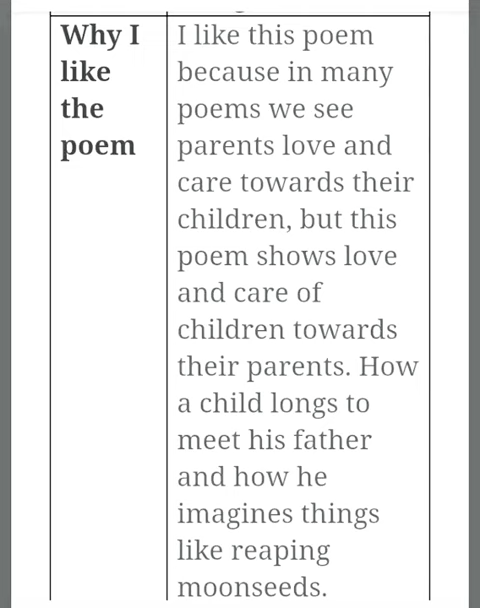 Why I
like
the
poem
I like this poem
because in many
poems we see
parents love and
care towards their
children, but this
poem shows love
and care of
children towards
their parents. How
a child longs to
meet his father
and how he
imagines things
like reaping
moonseeds.